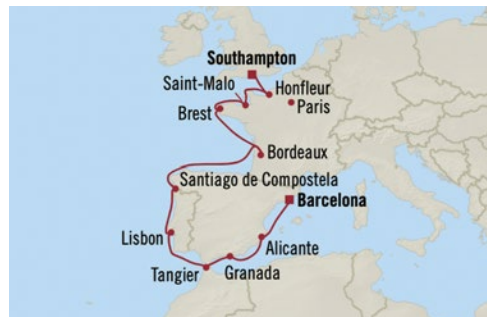 Southampton
Saint-Malo
Honfleur
Paris
Brest
Bordeaux
Santiago de Compostela
Barcelona
Lisbon
Alicante
Tangier
Granada